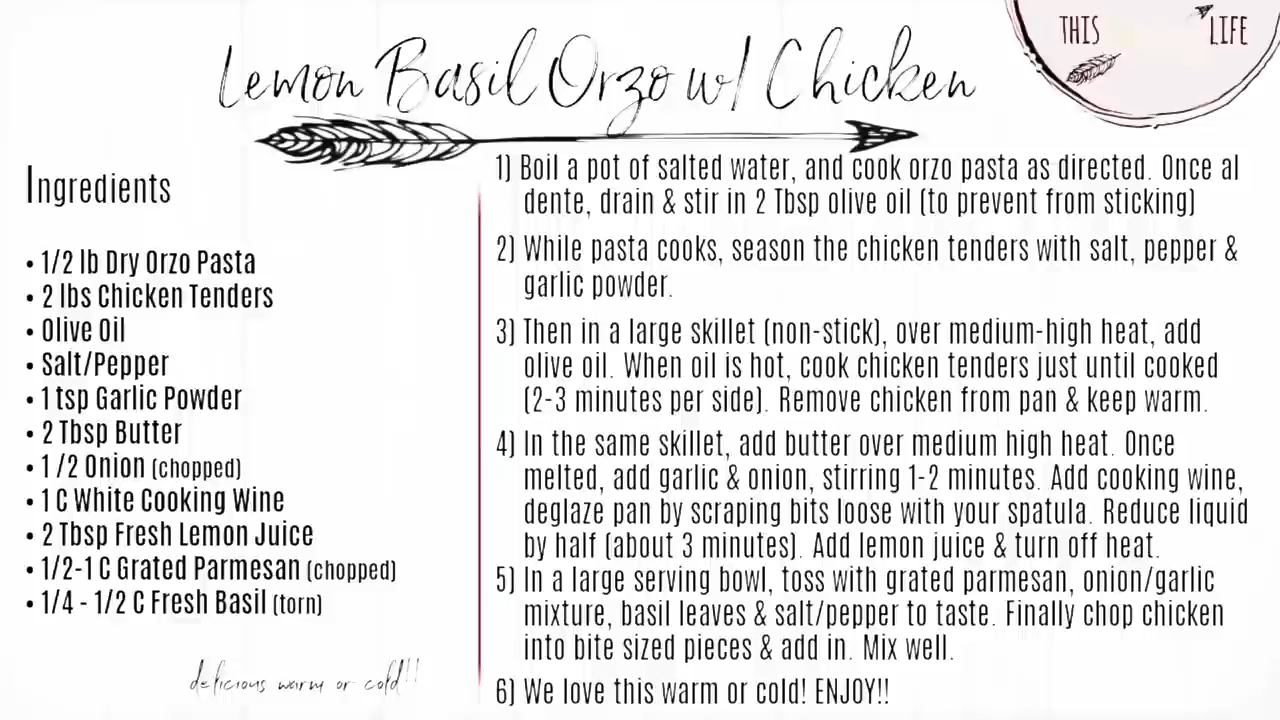 THIS LIFE
Lemon Basil Orzo w/ Chicken
Ingredients
• 1/2 lb Dry Orzo Pasta
• 2 lbs Chicken Tenders
• Olive Oil
• Salt/Pepper
• 1 tsp Garlic Powder
• 2 Tbsp Butter
• 1 /2 Onion (chopped)
• 1 C White Cooking Wine
• 2 Tbsp Fresh Lemon Juice
• 1/2-1 C Grated Parmesan (chopped)
• 1/4 - 1/2 C Fresh Basil (torn)
delicious warm or cold!!
1) Boil a pot of salted water, and cook orzo pasta as directed. Once al
dente, drain & stir in 2 Tbsp olive oil (to prevent from sticking)
2) While pasta cooks, season the chicken tenders with salt, pepper &
garlic powder.
3) Then in a large skillet (non-stick), over medium-high heat, add
olive oil. When oil is hot, cook chicken tenders just until cooked
(2-3 minutes per side). Remove chicken from pan & keep warm.
4) In the same skillet, add butter over medium high heat. Once
melted, add garlic & onion, stirring 1-2 minutes. Add cooking wine,
deglaze pan by scraping bits loose with your spatula. Reduce liquid
by half (about 3 minutes). Add lemon juice & turn off heat.
5) In a large serving bowl, toss with grated parmesan, onion/garlic
mixture, basil leaves & salt/pepper to taste. Finally chop chicken
into bite sized pieces & add in. Mix well.
6) We love this warm or cold! ENJOY!!